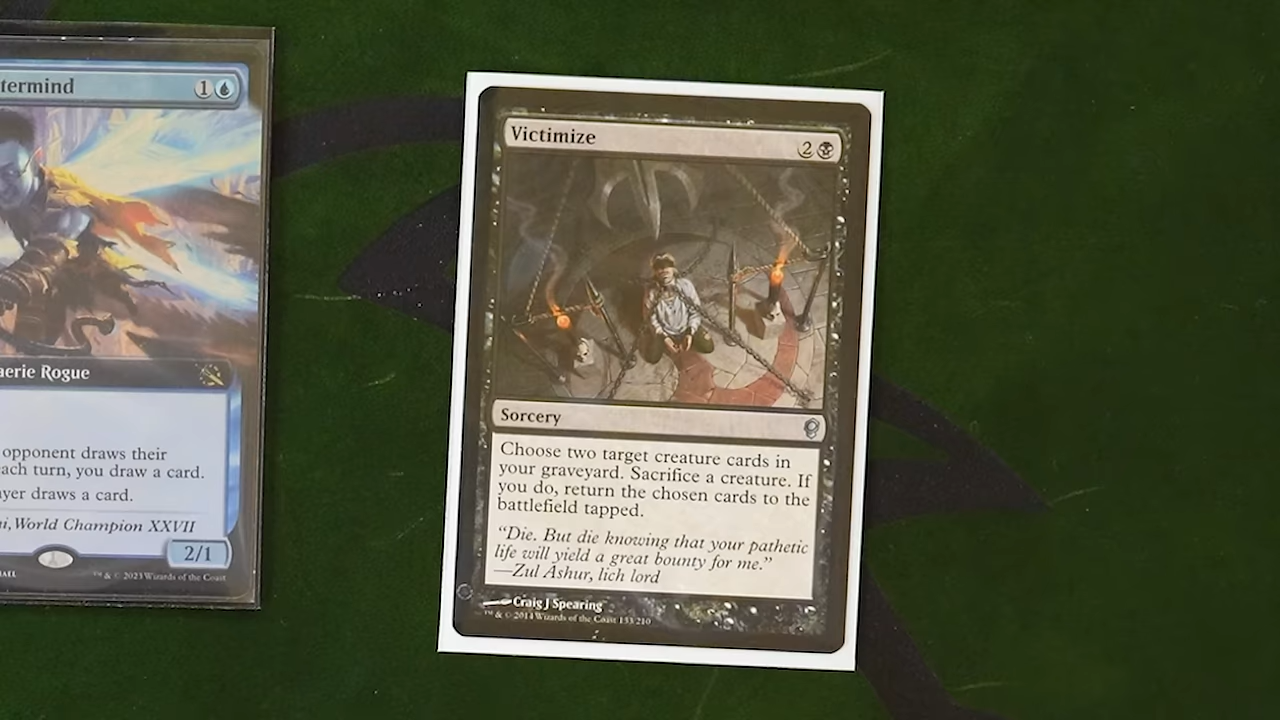 termind 1
aerie Rogue
opponent draws their
each turn, you draw a card.
ayer draws a card.
ni, World Champion XXVII
2/1
™ & © 2023 Wizards of the Coast
Victimize
2
Sorcery
Choose two target creature cards in
your graveyard. Sacrifice a creature. If
you do, return the chosen cards to the
battlefield tapped.
“Die. But die knowing that your pathetic
life will yield a great bounty for me.”
—Zul Ashur, lich lord
Craig J Spearing
™ & © 2014 Wizards of the Coast 153/210